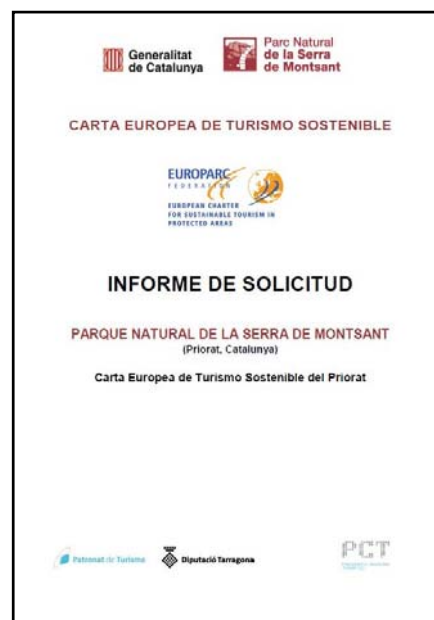 Generalitat
de Catalunya
Parc Natural
de la Serra
de Montsant
CARTA EUROPEA DE TURISMO SOSTENIBLE
EUROPARC
FEDERATION
EUROPEAN CHARTER
FOR SUSTAINABLE TOURISM IN
PROTECTED AREAS
INFORME DE SOLICITUD
PARQUE NATURAL DE LA SERRA DE MONTSANT
(Priorat, Catalunya)
Carta Europea de Turismo Sostenible del Priorat
Patronat de Turisme
Diputació Tarragona
PCT